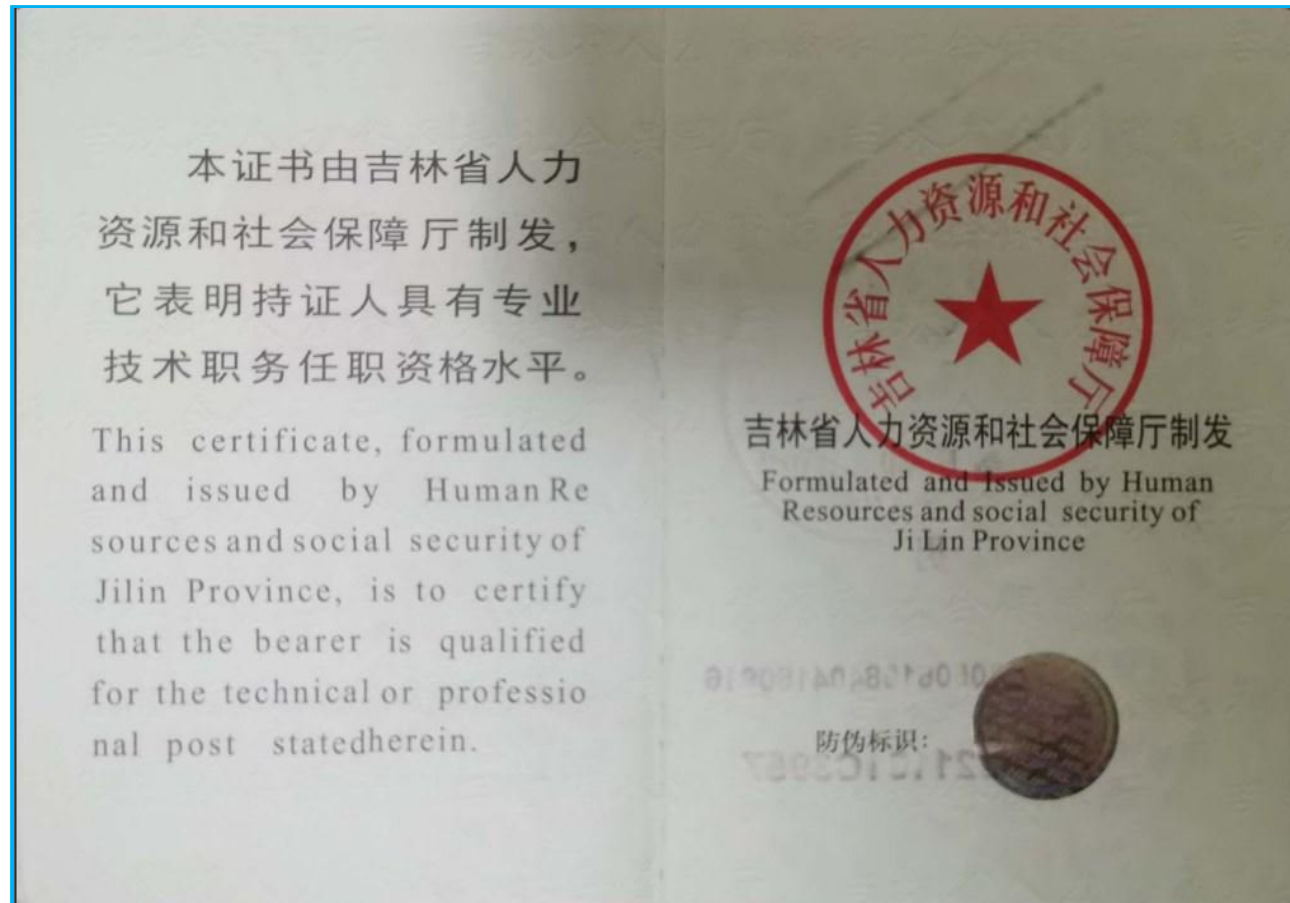 本证书由吉林省人力
资源和社会保障厅制发，
它表明持证人具有专业
技术职务任职资格水平。
This certificate, formulated
and issued by Human Re
sources and social security of
Jilin Province, is to certify
that the bearer is qualified
for the technical or professio
nal post statedherein.
吉林省人力资源和社会保障厅
吉林省人力资源和社会保障厅制发
Formulated and Issued by Human
Resources and social security of
Ji Lin Province
防伪标识：